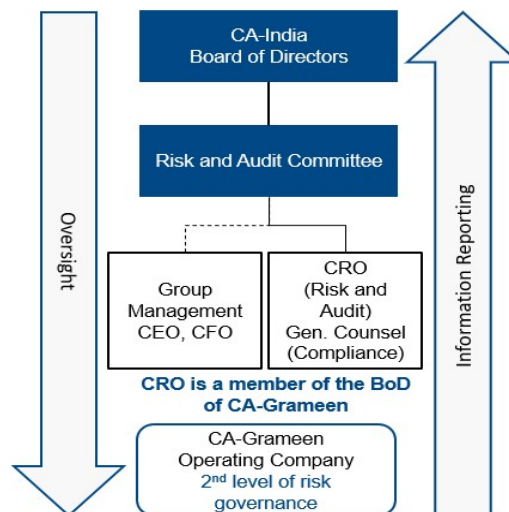 CA-India
Board of Directors
Risk and Audit Committee
Oversight
Information Reporting
Group
Management
CEO, CFO
CRO
(Risk and
Audit)
Gen. Counsel
(Compliance)
CRO is a member of the BoD
of CA-Grameen
CA-Grameen
Operating Company
2nd level of risk
governance